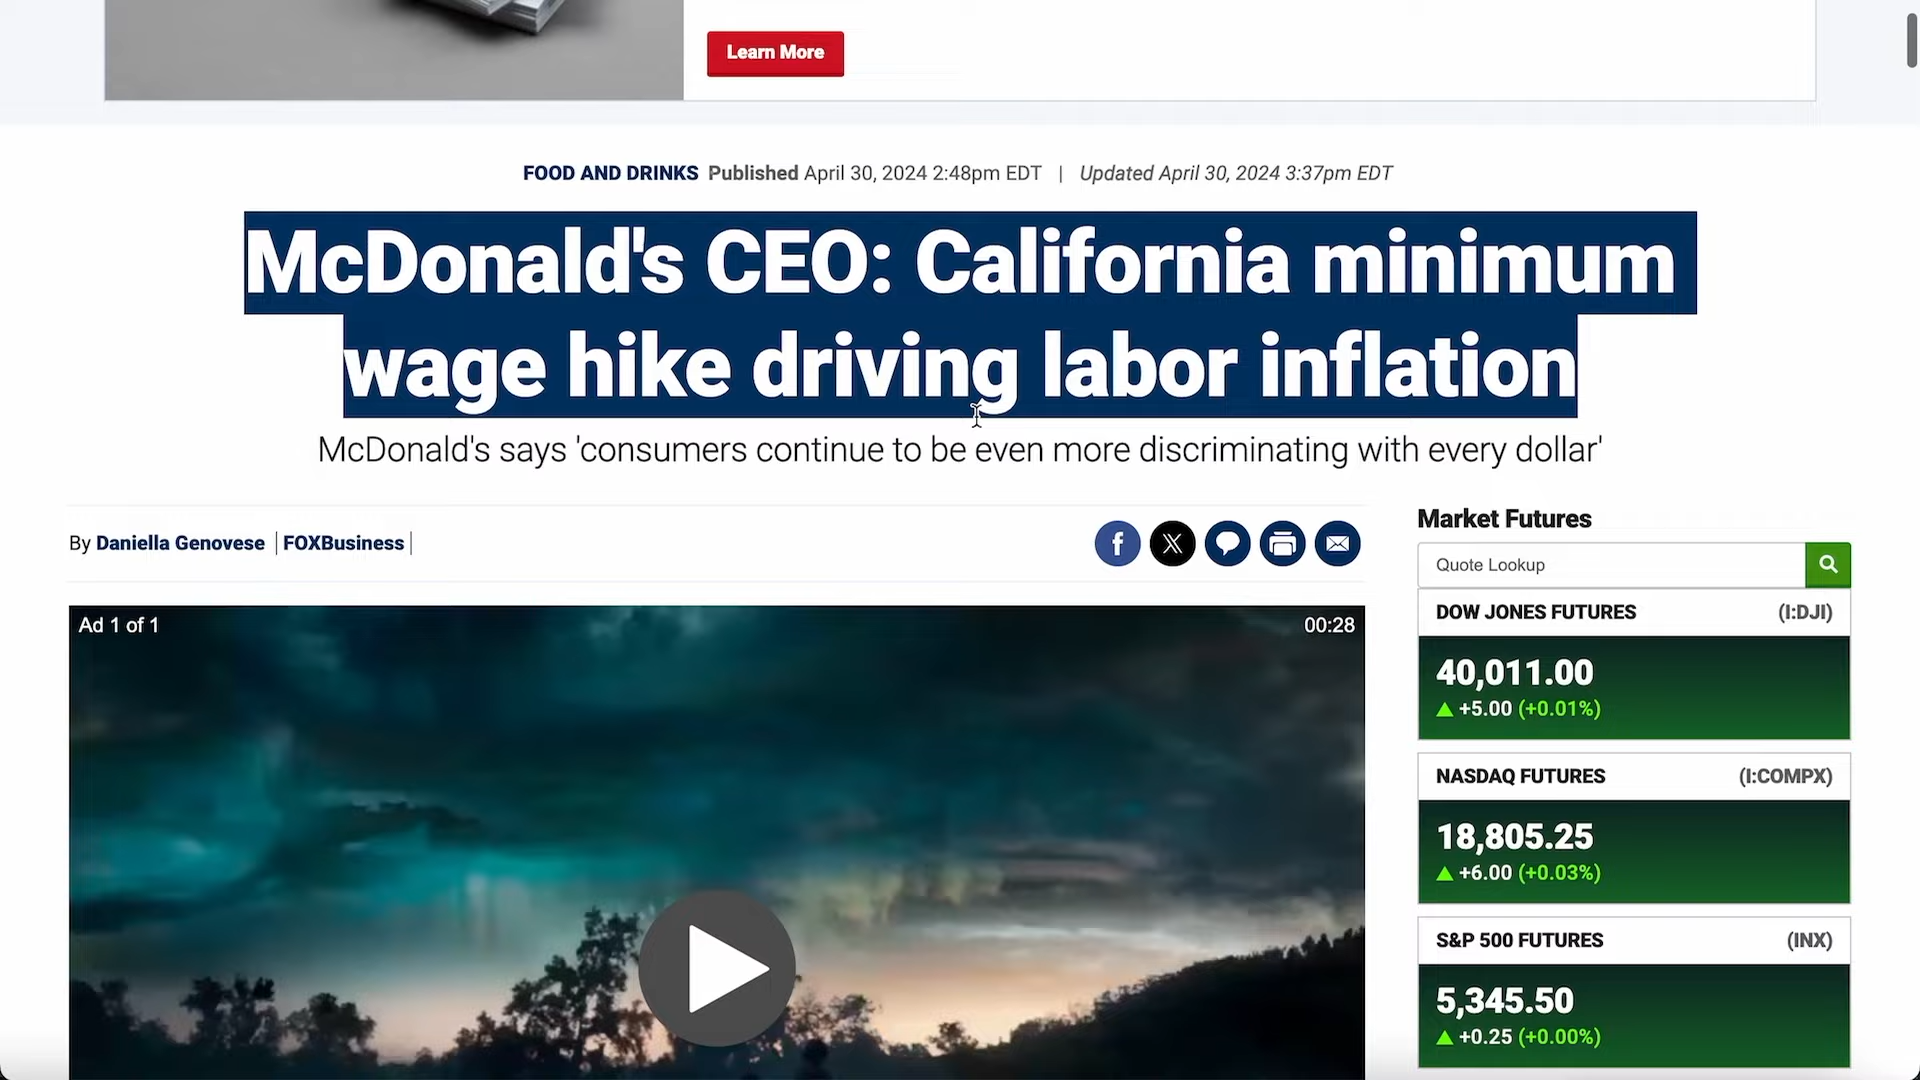 Learn More
FOOD AND DRINKS Published April 30, 2024 2:48pm EDT | Updated April 30, 2024 3:37pm EDT
McDonald's CEO: California minimum
wage hike driving labor inflation
McDonald's says 'consumers continue to be even more discriminating with every dollar'
By Daniella Genovese | FOXBusiness |
f X
Market Futures
Quote Lookup
DOW JONES FUTURES (I:DJI)
40,011.00
+5.00 (+0.01%)
NASDAQ FUTURES (I:COMPX)
18,805.25
+6.00 (+0.03%)
S&P 500 FUTURES (INX)
5,345.50
+0.25 (+0.00%)
Ad 1 of 1 00:28